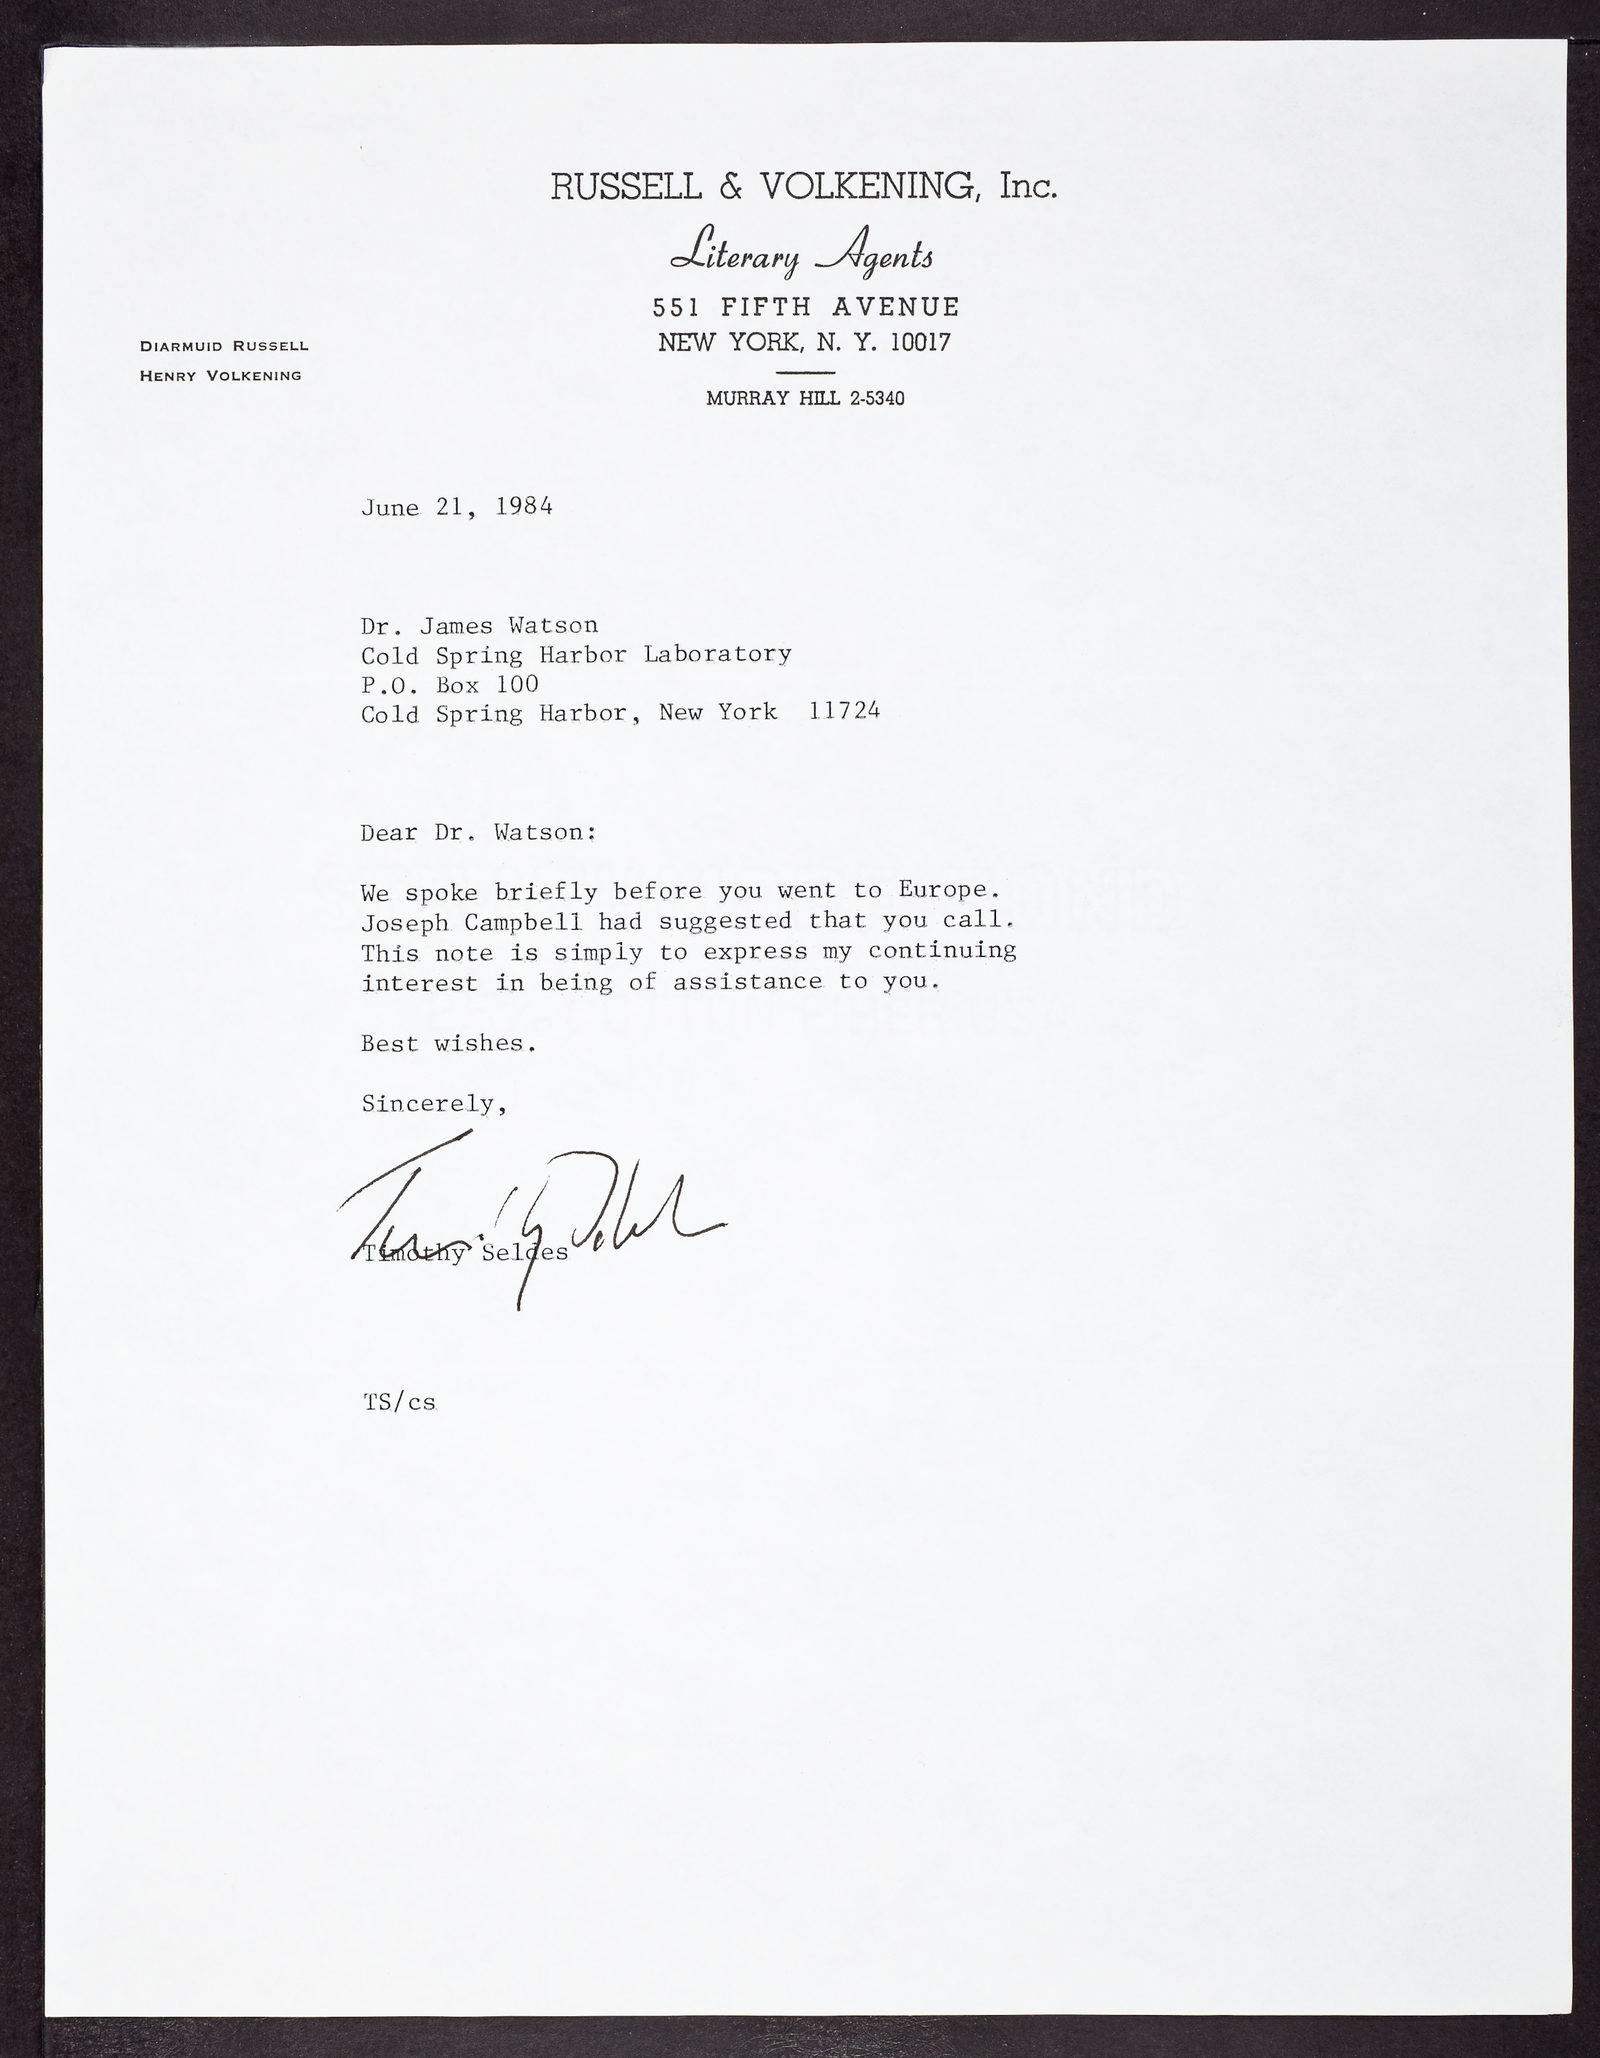 RUSSELL & VOLKENING, Inc.
Literary Agents
551 FIFTH AVENUE
NEW YORK, N. Y. 10017
MURRAY HILL 2-5340
DIARMUID RUSSELL
HENRY VOLKENING
June 21, 1984
Dr. James Watson
Cold Spring Harbor Laboratory
P.O. Box 100
Cold Spring Harbor, New York  11724
Dear Dr. Watson:
We spoke briefly before you went to Europe.
Joseph Campbell had suggested that you call.
This note is simply to express my continuing
interest in being of assistance to you.
Best wishes.
Sincerely,
Timothy Seldes
Timothy Seldes
TS/cs